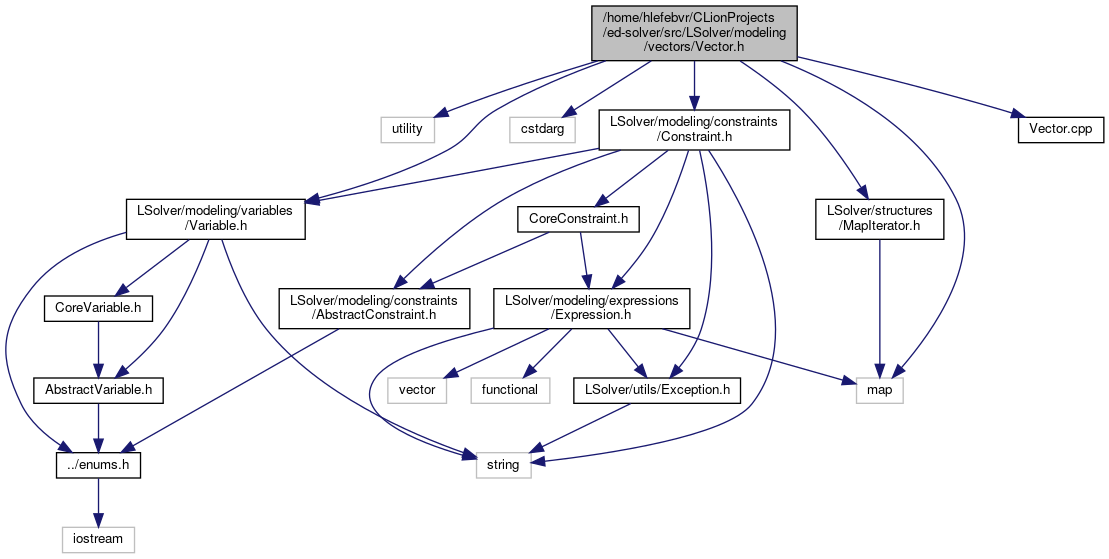 /home/hlefebvr/CLionProjects
/ed-solver/src/LSolver/modeling
/vectors/Vector.h
utility
cstdarg
LSolver/modeling/constraints
/Constraint.h
Vector.cpp
LSolver/modeling/variables
/Variable.h
CoreConstraint.h
LSolver/structures
/MapIterator.h
CoreVariable.h
LSolver/modeling/constraints
/AbstractConstraint.h
LSolver/modeling/expressions
/Expression.h
AbstractVariable.h
vector
functional
LSolver/utils/Exception.h
map
../enums.h
string
iostream